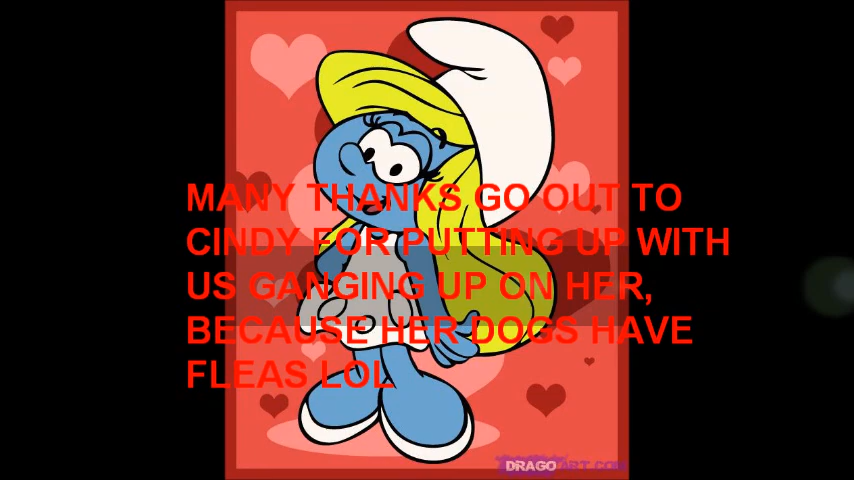 MANY THANKS GO OUT TO
CINDY FOR PUTTING UP WITH
US GANGING UP ON HER,
BECAUSE HER DOGS HAVE
FLEAS LOL
DRAGOART.COM